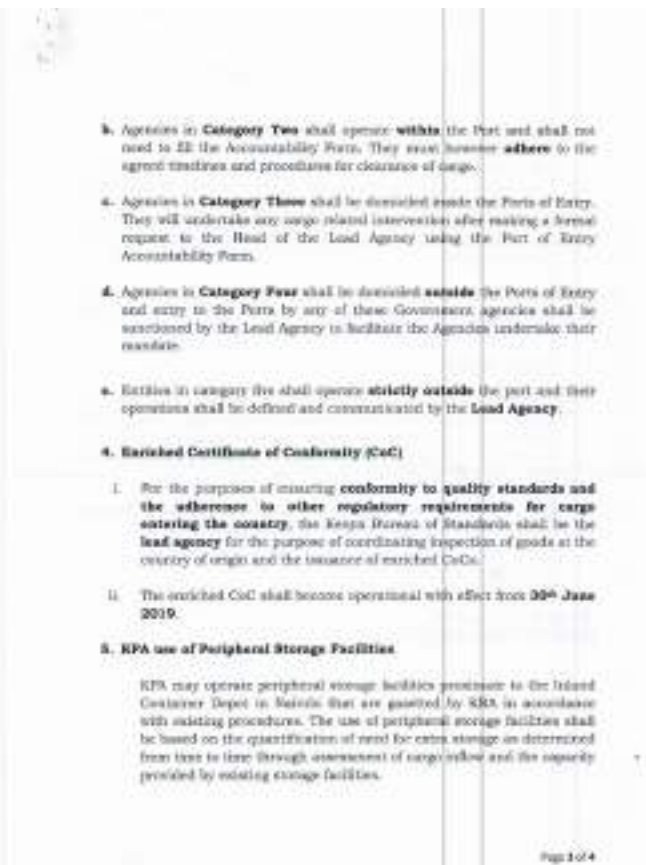 b. Agencies in Category Two shall operate within the Port and shall not
need to fill the Accountability Form. They must however adhere to the
agreed timelines and procedures for clearance of cargo.
c. Agencies in Category Three shall be domiciled inside the Ports of Entry.
They will undertake any cargo related intervention after making a formal
request to the Head of the Lead Agency using the Port of Entry
Accountability Form.
d. Agencies in Category Four shall be domiciled outside the Ports of Entry
and entry to the Ports by any of these Government agencies shall be
sanctioned by the Lead Agency to facilitate the Agencies undertake their
mandate.
e. Entities in category five shall operate strictly outside the port and their
operations shall be defined and communicated by the Lead Agency.
4. Enriched Certificate of Conformity (CoC)
i. For the purposes of ensuring conformity to quality standards and
the adherence to other regulatory requirements for cargo
entering the country, the Kenya Bureau of Standards shall be the
lead agency for the purpose of coordinating inspection of goods at the
country of origin and the issuance of enriched CoCs.
ii. The enriched CoC shall become operational with effect from 30th June
2019.
5. KPA use of Peripheral Storage Facilities
KPA may operate peripheral storage facilities proximate to the Inland
Container Depot in Nairobi that are gazetted by KRA in accordance
with existing procedures. The use of peripheral storage facilities shall
be based on the quantification of need for extra storage as determined
from time to time through assessment of cargo inflow and the capacity
provided by existing storage facilities.
Page 3 of 4